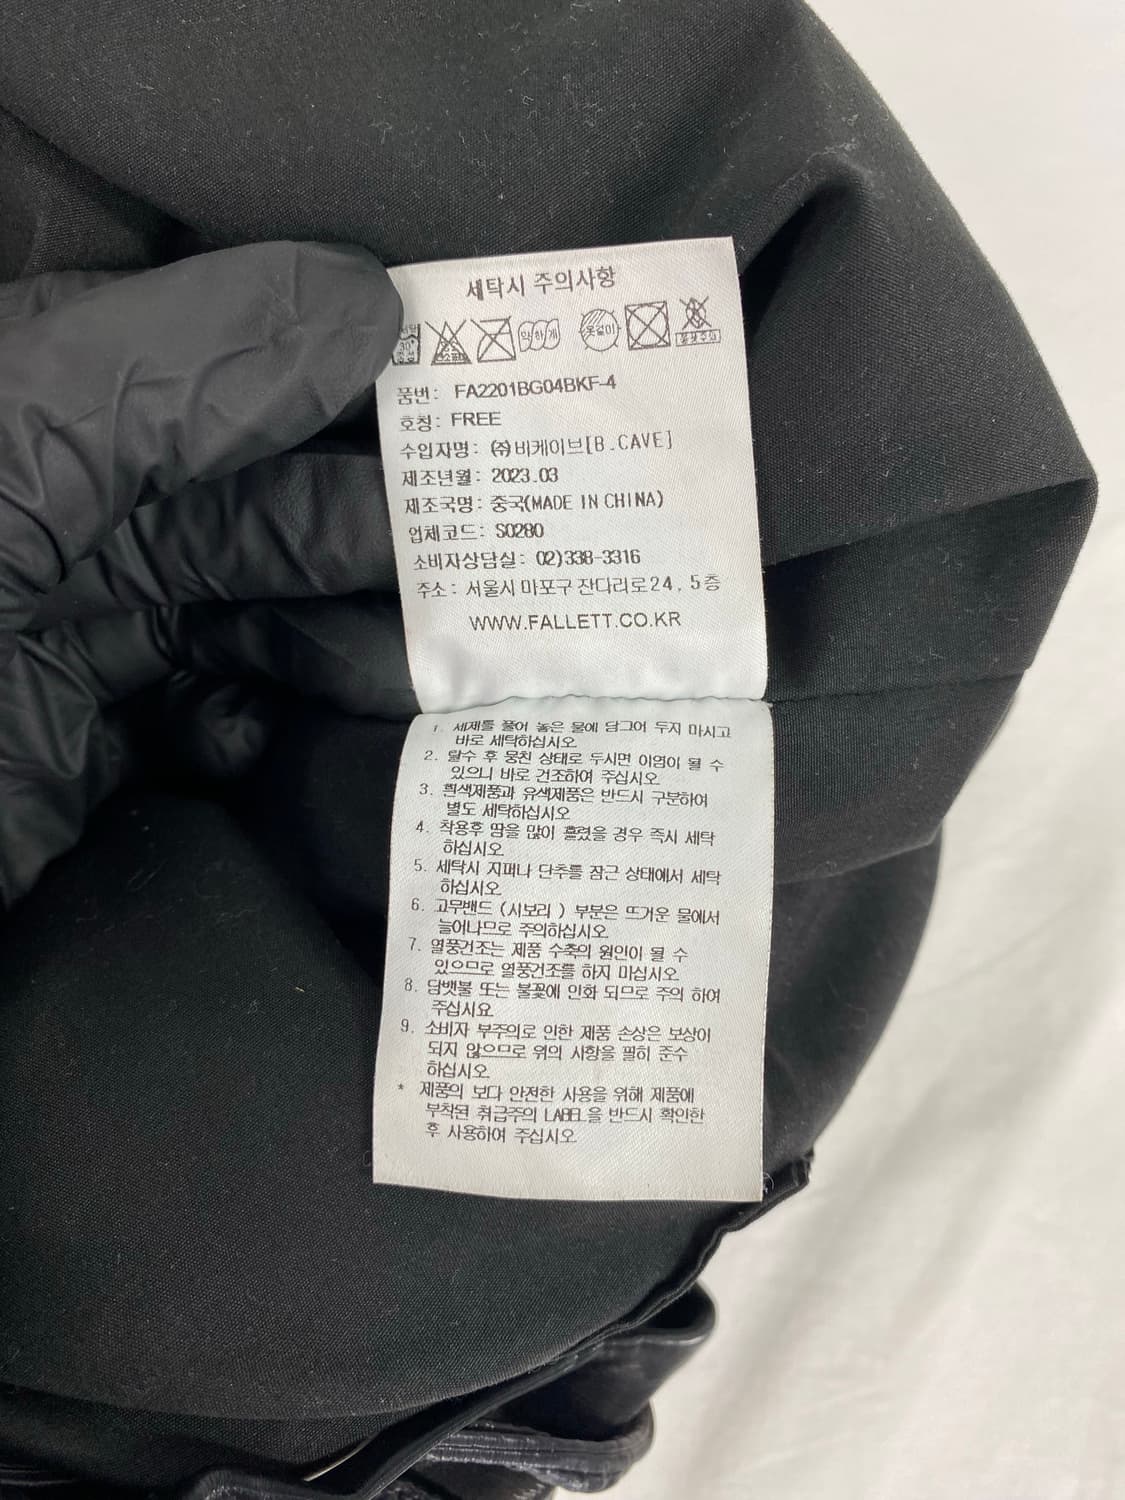 세탁시 주의사항
30°
중성
염소표백
약하게
옷걸이
품번: FA2201BG04BKF-4
호칭: FREE
수입자명: ㈜비케이브[B.CAVE]
제조년월: 2023.03
제조국명: 중국(MADE IN CHINA)
업체코드: S0280
소비자상담실: 02)338-3316
주소: 서울시 마포구 잔다리로24, 5층
WWW.FALLETT.CO.KR
1. 세제를 풀어 놓은 물에 담그어 두지 마시고
바로 세탁하십시오
2. 탈수 후 뭉친 상태로 두시면 이염이 될 수
있으니 바로 건조하여 주십시오
3. 흰색제품과 유색제품은 반드시 구분하여
별도 세탁하십시오
4. 착용후 땀을 많이 흘렸을 경우 즉시 세탁
하십시오
5. 세탁시 지퍼나 단추를 잠근 상태에서 세탁
하십시오
6. 고무밴드 (시보리 ) 부분은 뜨거운 물에서
늘어나므로 주의하십시오
7. 열풍건조는 제품 수축의 원인이 될 수
있으므로 열풍건조를 하지 마십시오
8. 담뱃불 또는 불꽃에 인화 되므로 주의 하여
주십시요
9. 소비자 부주의로 인한 제품 손상은 보상이
되지 않으므로 위의 사항을 필히 준수
하십시오
* 제품의 보다 안전한 사용을 위해 제품에
부착된 취급주의 LABEL을 반드시 확인한
후 사용하여 주십시오